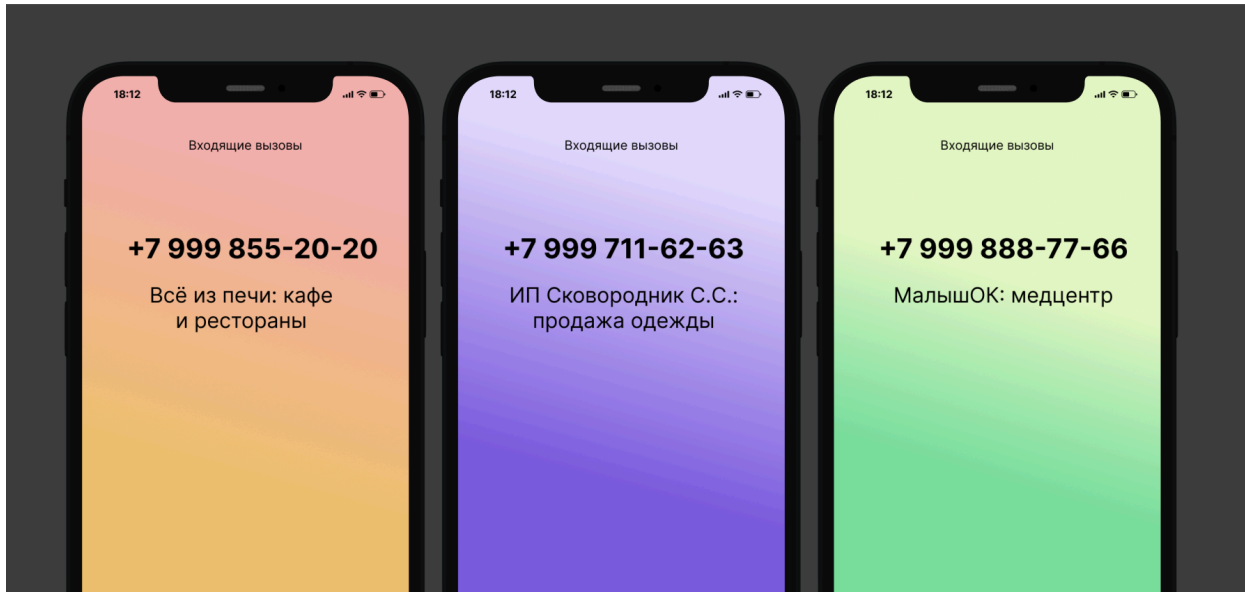 18:12
Входящие вызовы
+7 999 855-20-20
Всё из печи: кафе
и рестораны
18:12
Входящие вызовы
+7 999 711-62-63
ИП Сковородник С.С.:
продажа одежды
18:12
Входящие вызовы
+7 999 888-77-66
МалышОК: медцентр